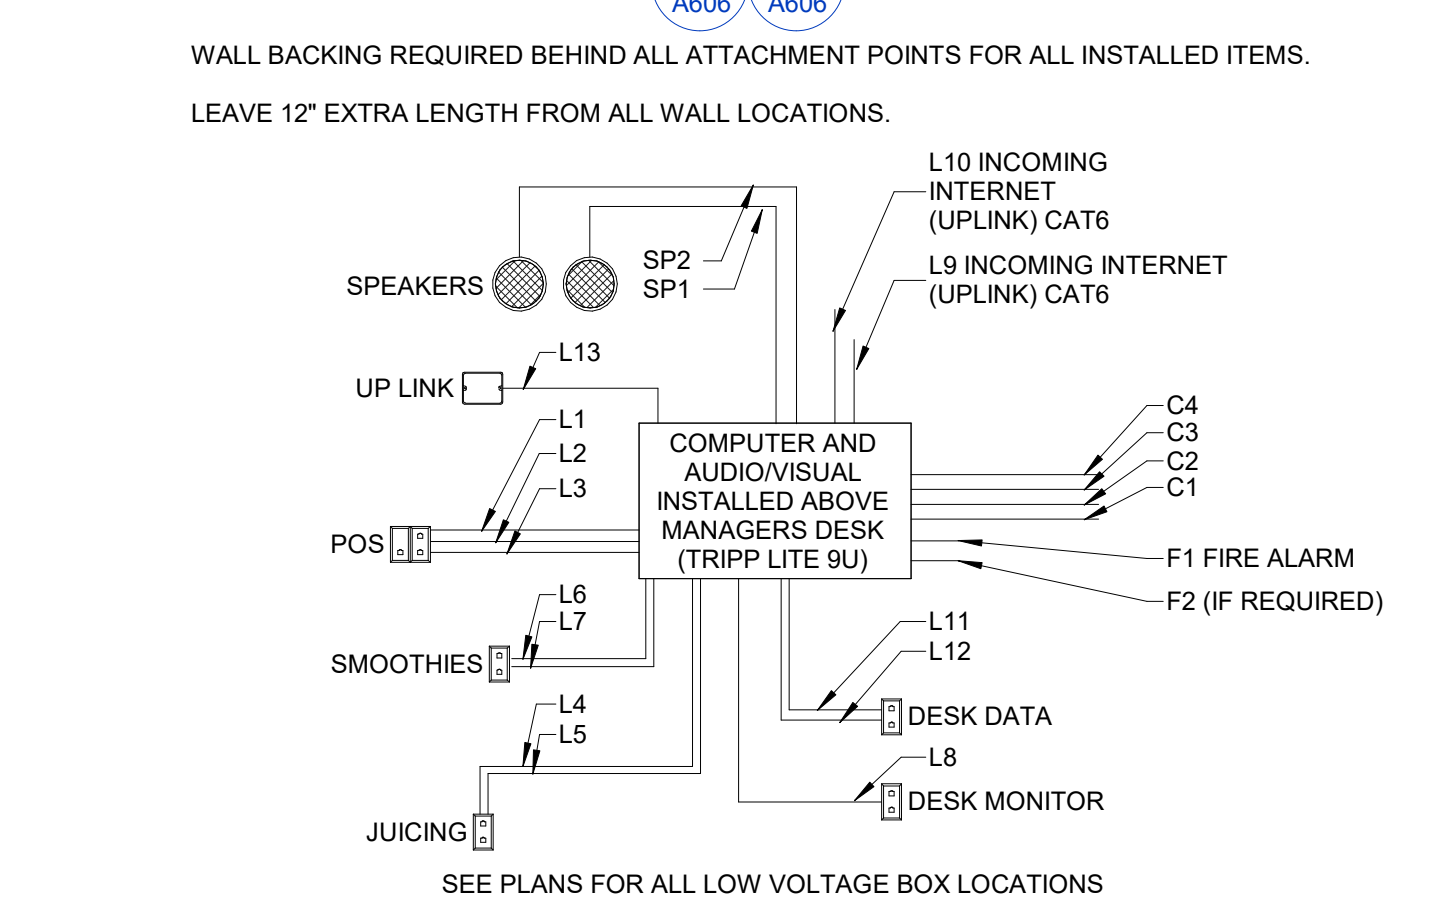 A606 A606
WALL BACKING REQUIRED BEHIND ALL ATTACHMENT POINTS FOR ALL INSTALLED ITEMS.
LEAVE 12" EXTRA LENGTH FROM ALL WALL LOCATIONS.
L10 INCOMING
INTERNET
(UPLINK) CAT6
SP2
SP1
L9 INCOMING INTERNET
(UPLINK) CAT6
SPEAKERS
L13
UP LINK
L1
L2
L3
POS
COMPUTER AND
AUDIO/VISUAL
INSTALLED ABOVE
MANAGERS DESK
(TRIPP LITE 9U)
C4
C3
C2
C1
F1 FIRE ALARM
F2 (IF REQUIRED)
L6
L7
SMOOTHIES
L11
L12
DESK DATA
L4
L5
L8
DESK MONITOR
JUICING
SEE PLANS FOR ALL LOW VOLTAGE BOX LOCATIONS